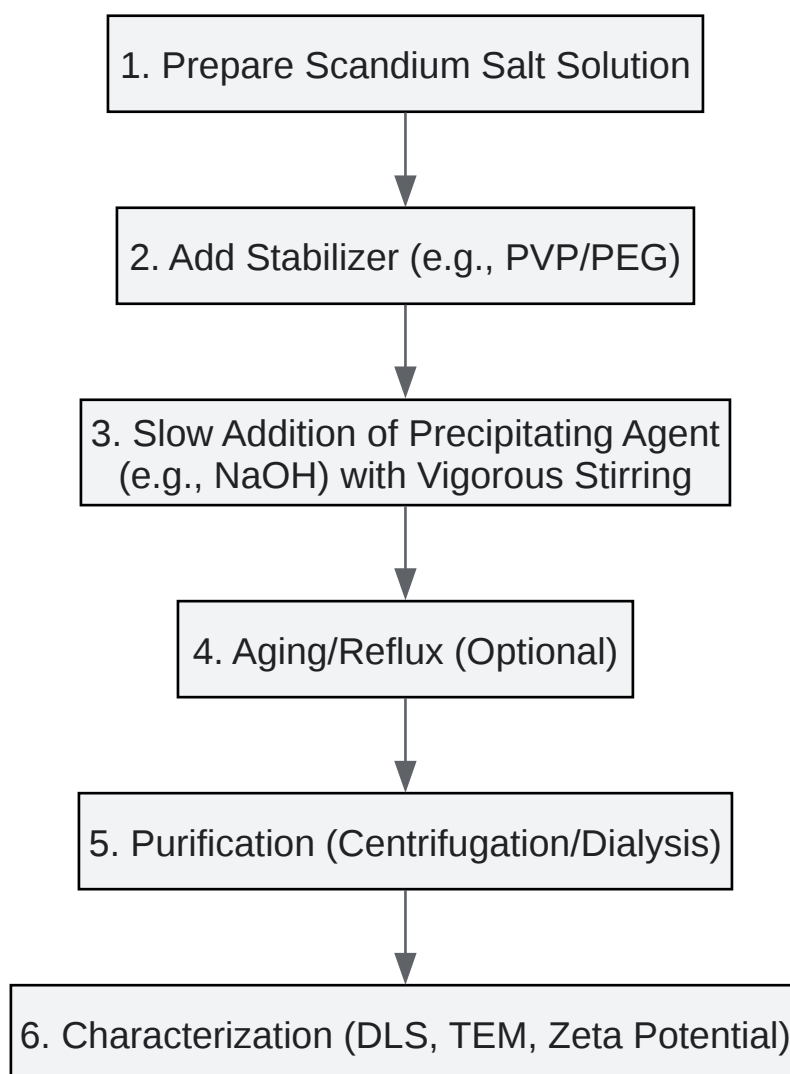 1. Prepare Scandium Salt Solution
2. Add Stabilizer (e.g., PVP/PEG)
3. Slow Addition of Precipitating Agent
(e.g., NaOH) with Vigorous Stirring
4. Aging/Reflux (Optional)
5. Purification (Centrifugation/Dialysis)
6. Characterization (DLS, TEM, Zeta Potential)